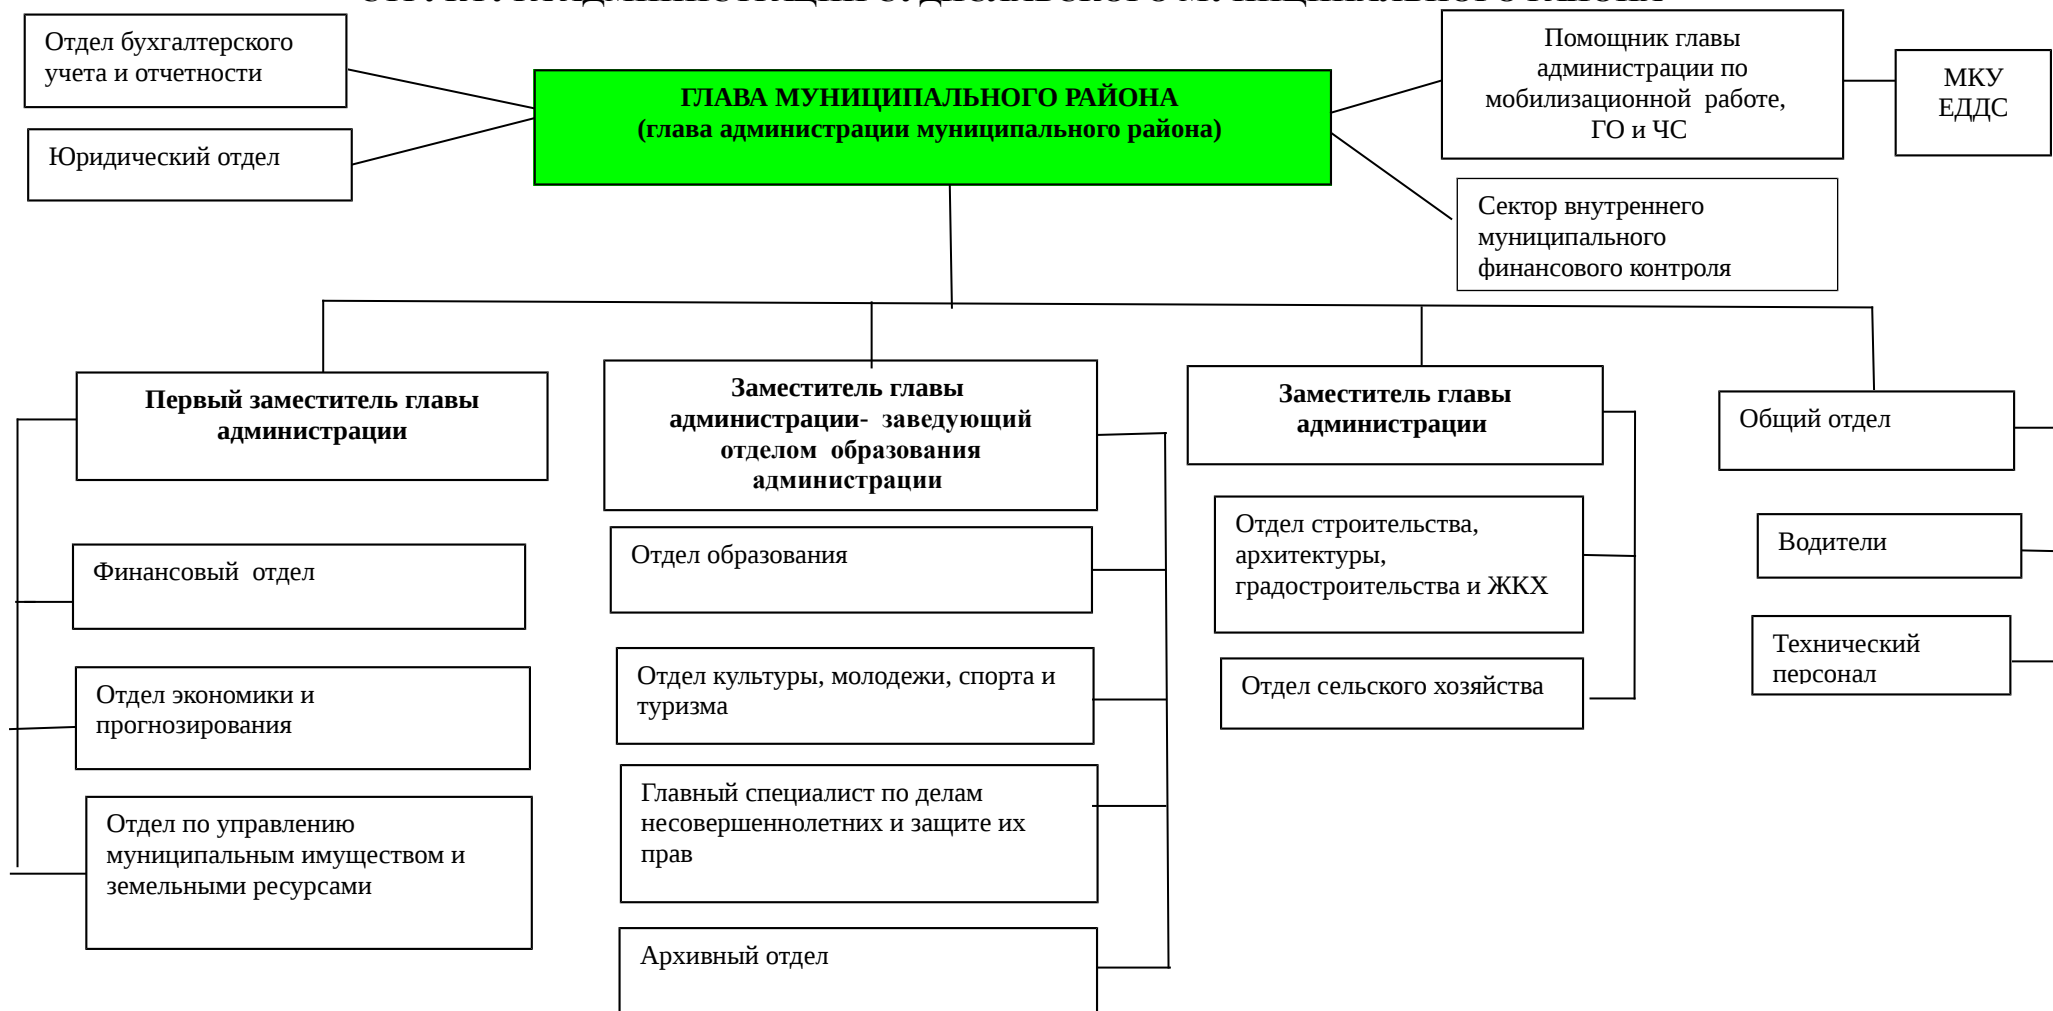 Отдел бухгалтерского
учета и отчетности
Юридический отдел
ГЛАВА МУНИЦИПАЛЬНОГО РАЙОНА
(глава администрации муниципального района)
Помощник главы
администрации по
мобилизационной работе,
ГО и ЧС
МКУ
ЕДДС
Сектор внутреннего
муниципального
финансового контроля
Первый заместитель главы
администрации
Финансовый отдел
Отдел экономики и
прогнозирования
Отдел по управлению
муниципальным имуществом и
земельными ресурсами
Заместитель главы
администрации- заведующий
отделом образования
администрации
Отдел образования
Отдел культуры, молодежи, спорта и
туризма
Главный специалист по делам
несовершеннолетних и защите их
прав
Архивный отдел
Заместитель главы
администрации
Отдел строительства,
архитектуры,
градостроительства и ЖКХ
Отдел сельского хозяйства
Общий отдел
Водители
Технический
персонал